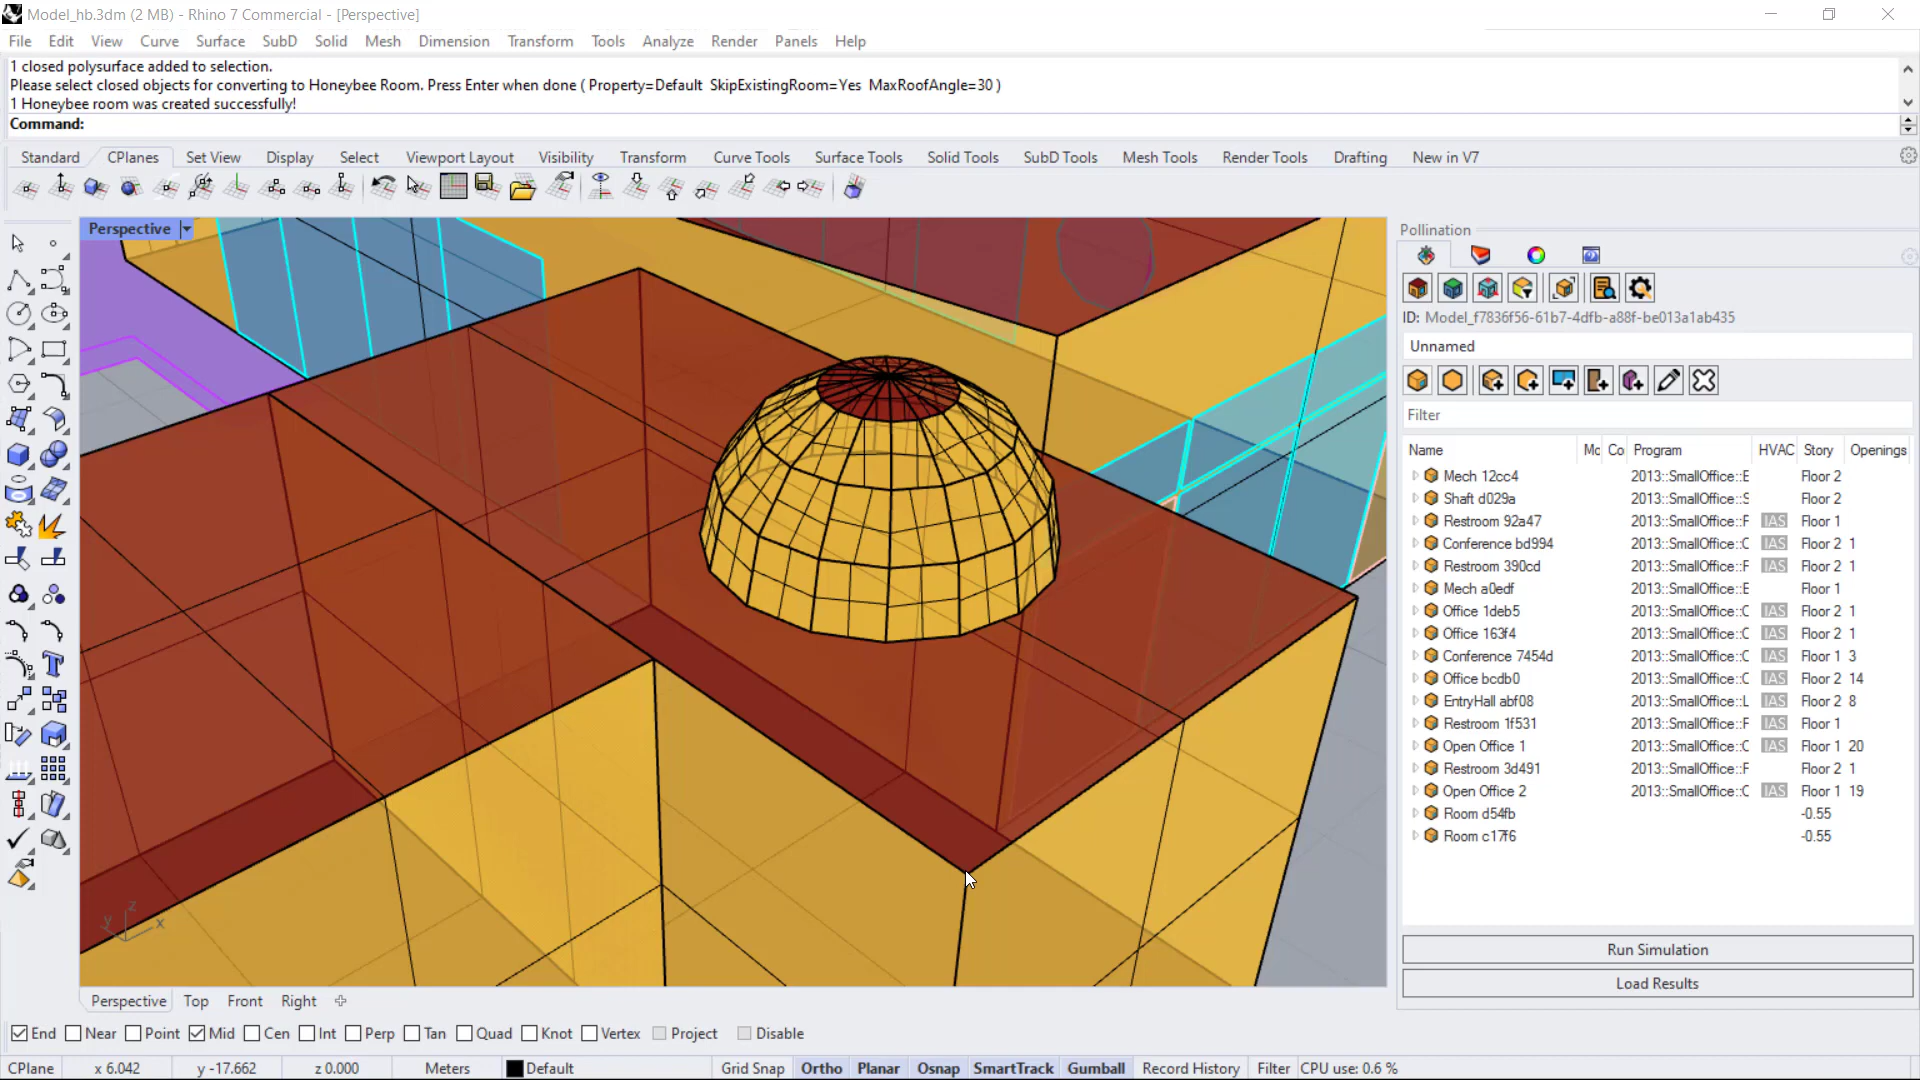 Model_hb.3dm (2 MB) - Rhino 7 Commercial - [Perspective]
File Edit View Curve Surface SubD Solid Mesh Dimension Transform Tools Analyze Render Panels Help
1 closed polysurface added to selection.
Please select closed objects for converting to Honeybee Room. Press Enter when done ( Property=Default SkipExistingRoom=Yes MaxRoofAngle=30 )
1 Honeybee room was created successfully!
Command:
Standard CPlanes Set View Display Select Viewport Layout Visibility Transform Curve Tools Surface Tools Solid Tools SubD Tools Mesh Tools Render Tools Drafting New in V7
Perspective
z
y
x
Pollination
ID: Model_f7836f56-61b7-4dfb-a88f-be013a1ab435
Unnamed
Filter
Name Mc Co Program HVAC Story Openings
Mech 12cc4 2013::SmallOffice::E Floor 2
Shaft d029a 2013::SmallOffice::S Floor 2
Restroom 92a47 2013::SmallOffice::F IAS Floor 1
Conference bd994 2013::SmallOffice::C IAS Floor 2 1
Restroom 390cd 2013::SmallOffice::F IAS Floor 2 1
Mech a0edf 2013::SmallOffice::E Floor 1
Office 1deb5 2013::SmallOffice::C IAS Floor 2 1
Office 163f4 2013::SmallOffice::C IAS Floor 2 1
Conference 7454d 2013::SmallOffice::C IAS Floor 1 3
Office bcdb0 2013::SmallOffice::C IAS Floor 2 14
EntryHall abf08 2013::SmallOffice::L IAS Floor 2 8
Restroom 1f531 2013::SmallOffice::F IAS Floor 1
Open Office 1 2013::SmallOffice::C IAS Floor 1 20
Restroom 3d491 2013::SmallOffice::F Floor 2 1
Open Office 2 2013::SmallOffice::C IAS Floor 1 19
Room d54fb -0.55
Room c17f6 -0.55
Run Simulation
Load Results
Perspective Top Front Right
End Near Point Mid Cen Int Perp Tan Quad Knot Vertex Project Disable
CPlane x 6.042 y -17.662 z 0.000 Meters Default Grid Snap Ortho Planar Osnap SmartTrack Gumball Record History Filter CPU use: 0.6 %